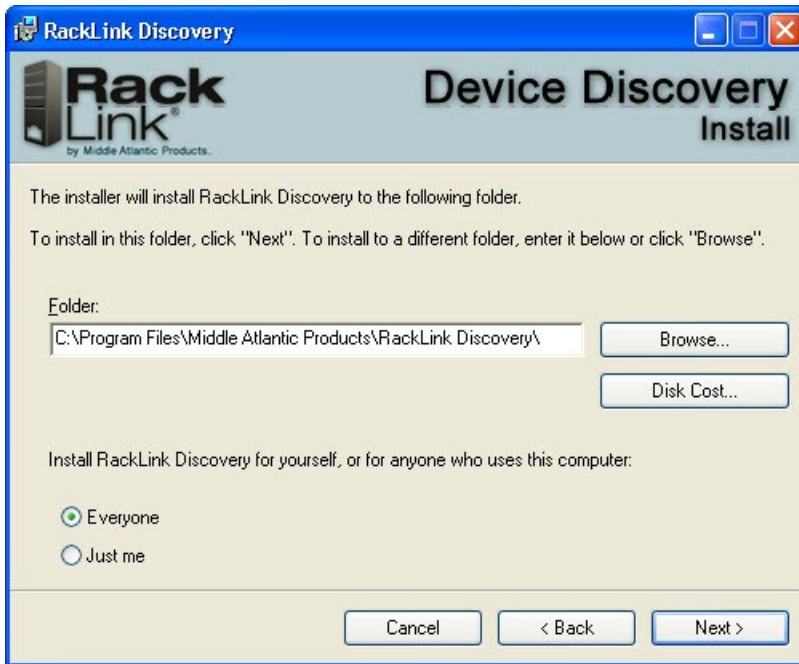 RackLink Discovery
Rack
Link®
by Middle Atlantic Products.
Device Discovery
Install
The installer will install RackLink Discovery to the following folder.
To install in this folder, click "Next". To install to a different folder, enter it below or click "Browse".
Folder:
C:\Program Files\Middle Atlantic Products\RackLink Discovery\
Browse...
Disk Cost...
Install RackLink Discovery for yourself, or for anyone who uses this computer:
Everyone
Just me
Cancel
< Back
Next >